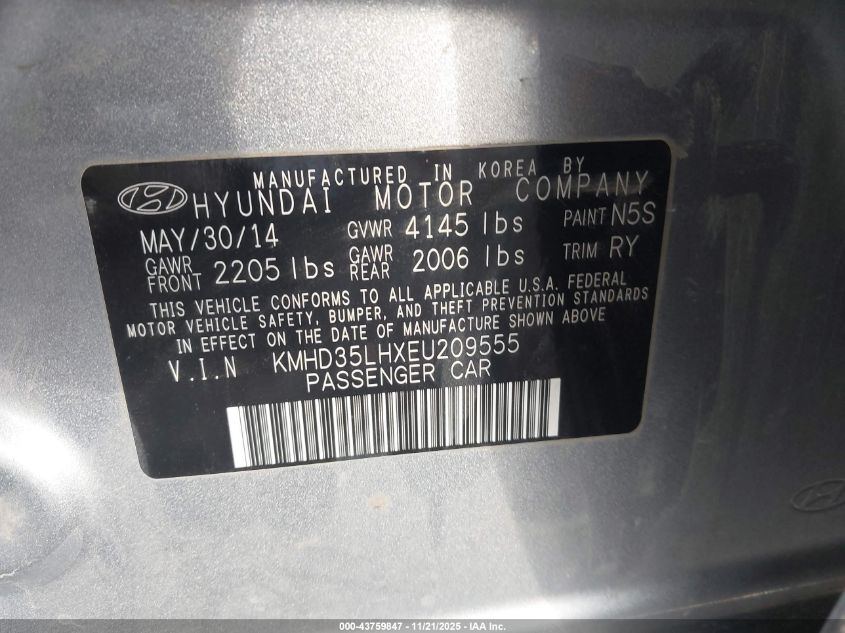 MANUFACTURED IN KOREA BY
HYUNDAI MOTOR COMPANY
MAY/30/14 GVWR 4145 lbs PAINT N5S
GAWR FRONT 2205 lbs GAWR REAR 2006 lbs TRIM RY
THIS VEHICLE CONFORMS TO ALL APPLICABLE U.S.A. FEDERAL
MOTOR VEHICLE SAFETY, BUMPER, AND THEFT PREVENTION STANDARDS
IN EFFECT ON THE DATE OF MANUFACTURE SHOWN ABOVE
V.I.N KMHD35LHXEU209555
PASSENGER CAR
000-43759847 - 11/21/2025 - IAA Inc.